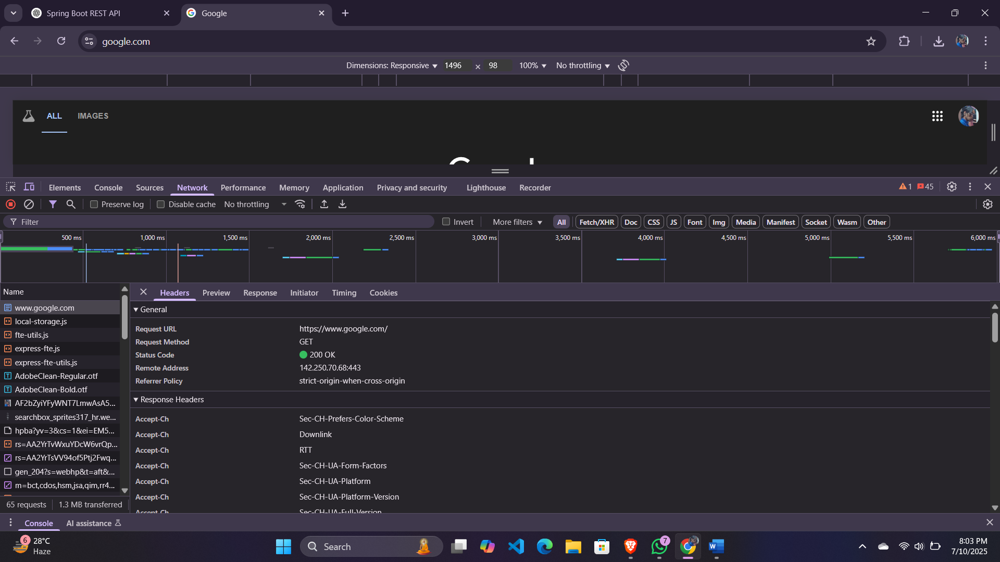 Spring Boot REST API
Google
google.com
Dimensions: Responsive 1496 × 98 100% No throttling
ALL IMAGES
Elements Console Sources Network Performance Memory Application Privacy and security Lighthouse Recorder 1 45
Preserve log Disable cache No throttling
Filter Invert More filters All Fetch/XHR Doc CSS JS Font Img Media Manifest Socket Wasm Other
500 ms 1,000 ms 1,500 ms 2,000 ms 2,500 ms 3,000 ms 3,500 ms 4,000 ms 4,500 ms 5,000 ms 5,500 ms 6,000 ms
Name
www.google.com
local-storage.js
fte-utils.js
express-fte.js
express-fte-utils.js
AdobeClean-Regular.otf
AdobeClean-Bold.otf
AF2bZyiYFyWNT7LmwAsA5...
searchbox_sprites317_hr.we...
hpba?yv=3&cs=1&ei=EM5...
rs=AA2YrTvWxuYDcW6vrQp...
rs=AA2YrTsVV94of5Ptj2Fwq...
gen_204?s=webhp&t=aft&...
m=bct,cdos,hsm,jsa,qim,rr4...
65 requests 1.3 MB transferred
Headers Preview Response Initiator Timing Cookies
General
Request URL https://www.google.com/
Request Method GET
Status Code 200 OK
Remote Address 142.250.70.68:443
Referrer Policy strict-origin-when-cross-origin
Response Headers
Accept-Ch Sec-CH-Prefers-Color-Scheme
Accept-Ch Downlink
Accept-Ch RTT
Accept-Ch Sec-CH-UA-Form-Factors
Accept-Ch Sec-CH-UA-Platform
Accept-Ch Sec-CH-UA-Platform-Version
Accept-Ch Sec-CH-UA-Full-Version
Console AI assistance
6 28°C
Haze
Search
7
8:03 PM
7/10/2025